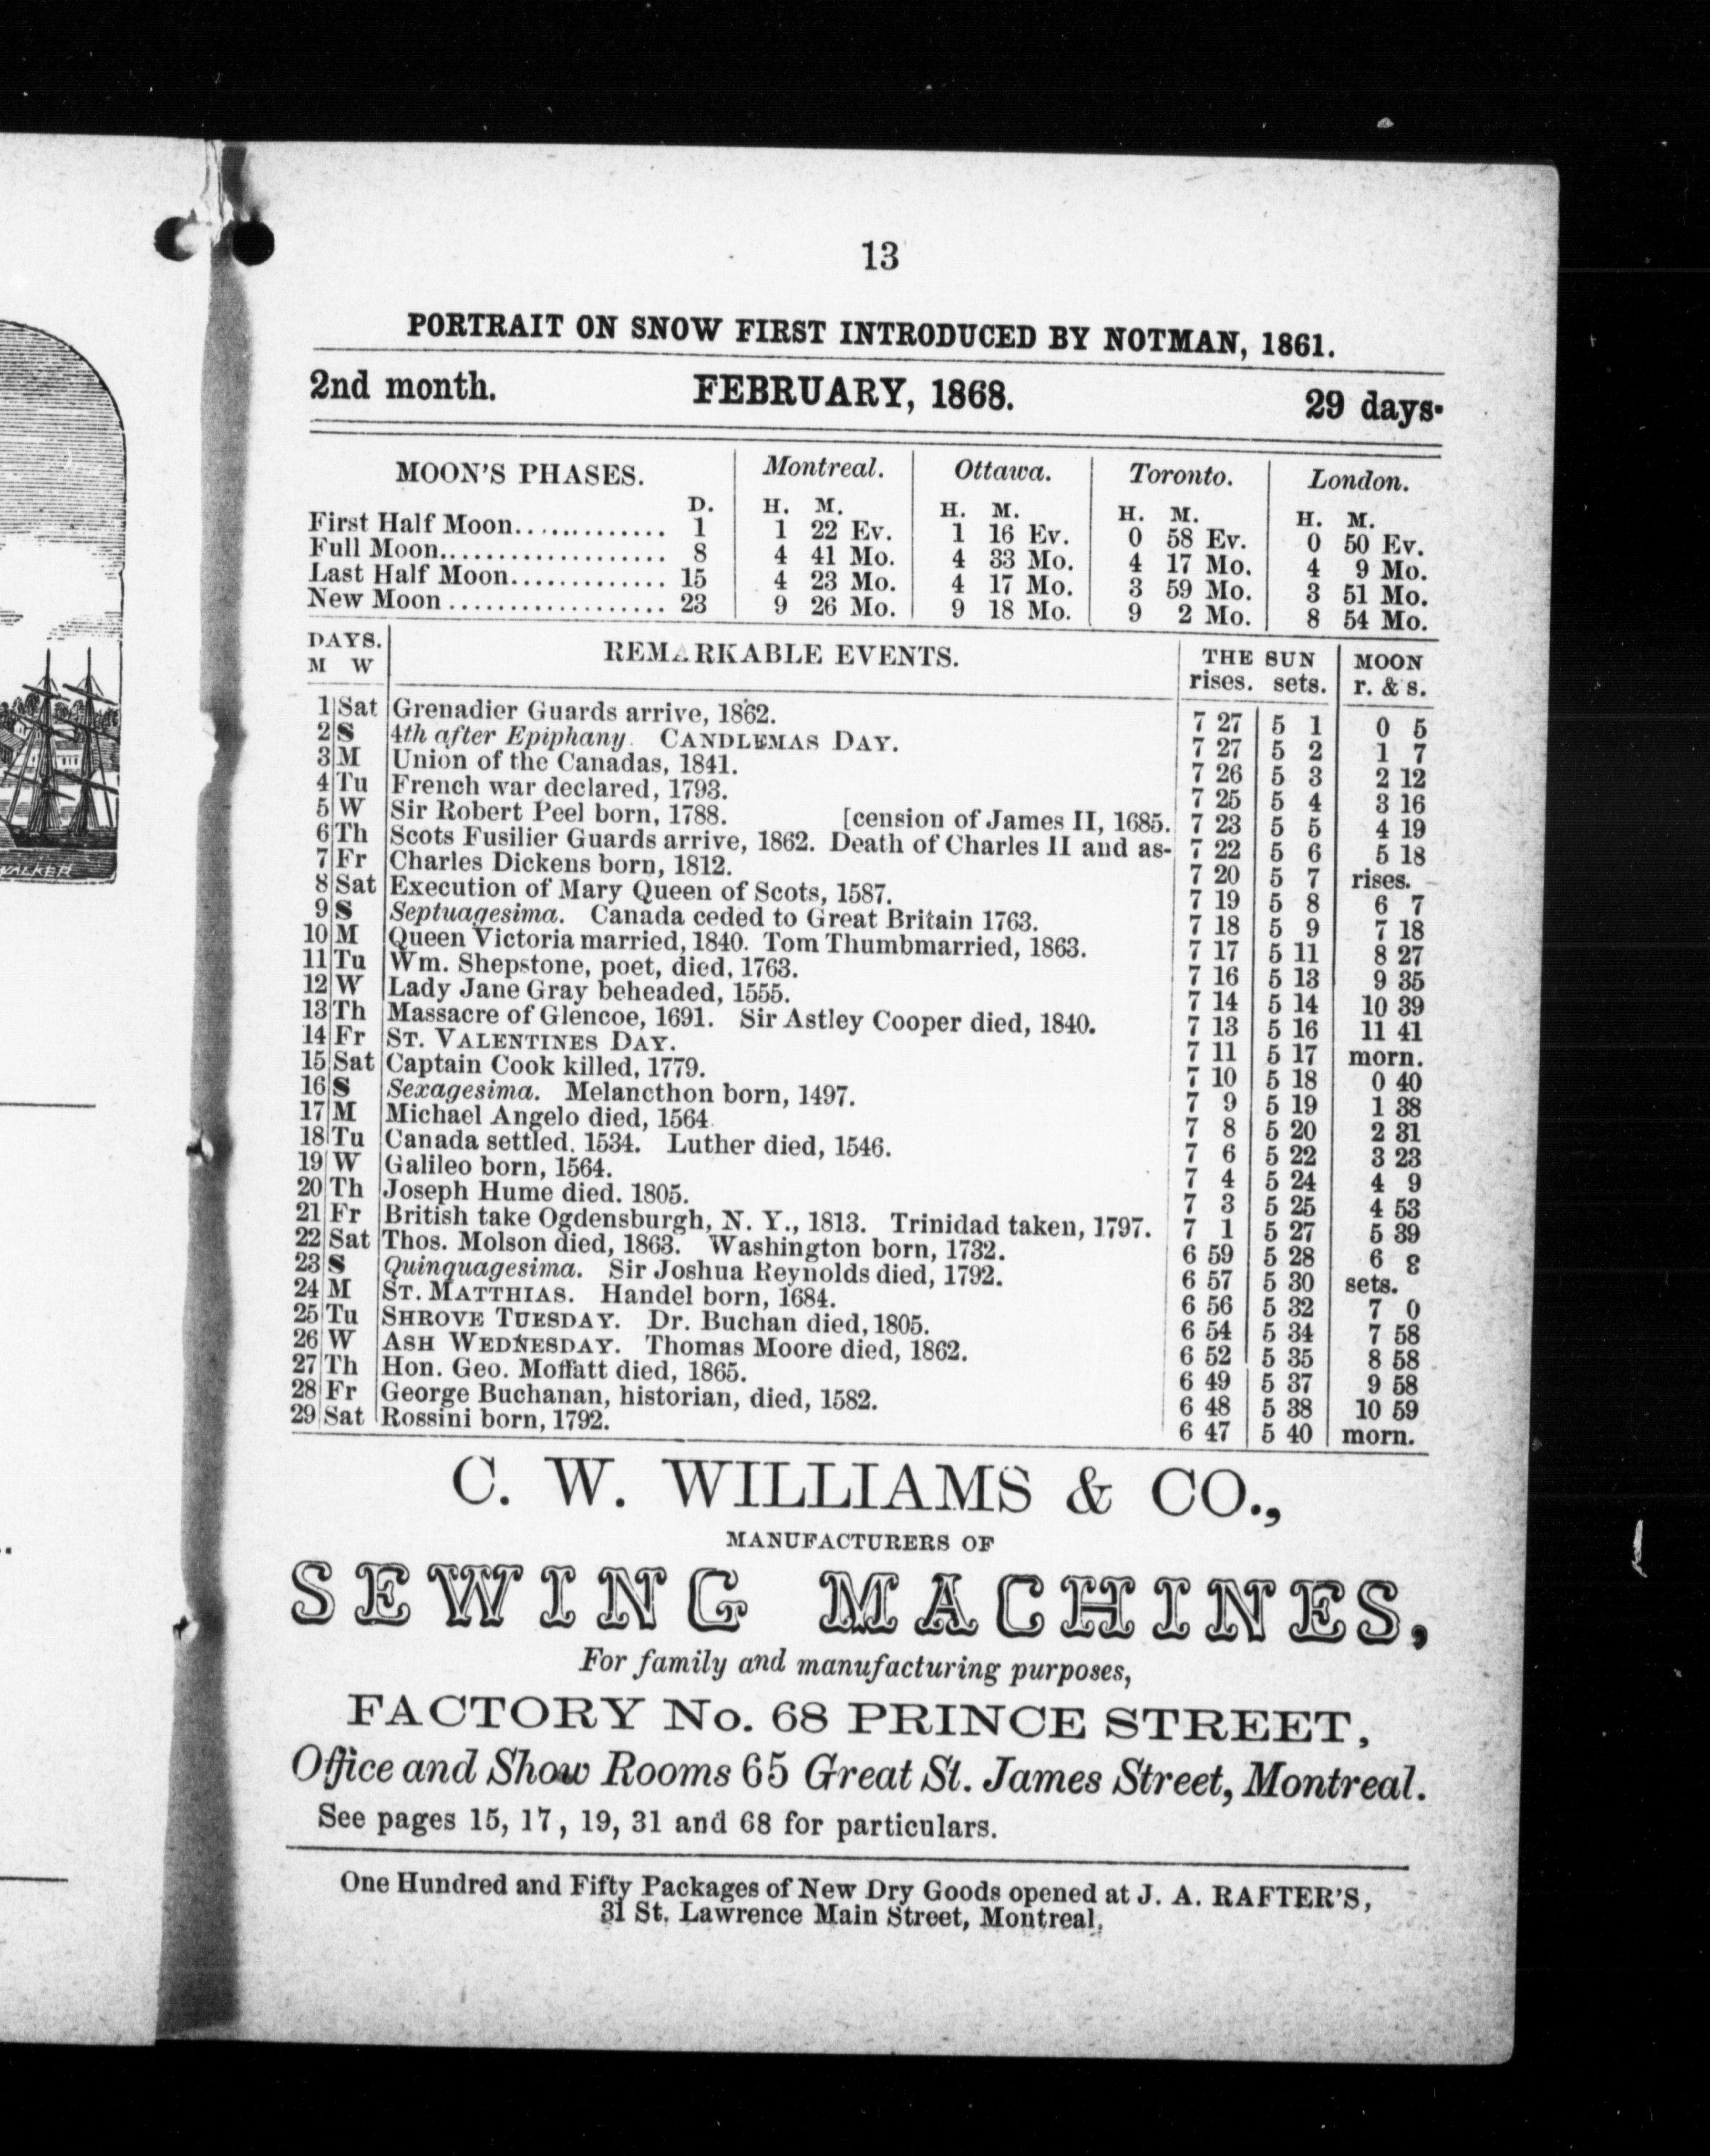 WALKER
13
PORTRAIT ON SNOW FIRST INTRODUCED BY NOTMAN, 1861.
2nd month. FEBRUARY, 1868. 29 days.
MOON'S PHASES. Montreal. Ottawa. Toronto. London.
D. H. M. H. M. H. M. H. M.
First Half Moon.............. 1 1 22 Ev. 1 16 Ev. 0 58 Ev. 0 50 Ev.
Full Moon.................... 8 4 41 Mo. 4 33 Mo. 4 17 Mo. 4 9 Mo.
Last Half Moon.............. 15 4 23 Mo. 4 17 Mo. 3 59 Mo. 3 51 Mo.
New Moon .................. 23 9 26 Mo. 9 18 Mo. 9 2 Mo. 8 54 Mo.
DAYS. REMARKABLE EVENTS. THE SUN MOON
M W rises. sets. r. & s.
1 Sat Grenadier Guards arrive, 1862. 7 27 5 1 0 5
2 S 4th after Epiphany. CANDLEMAS DAY. 7 27 5 2 1 7
3 M Union of the Canadas, 1841. 7 26 5 3 2 12
4 Tu French war declared, 1793. 7 25 5 4 3 16
5 W Sir Robert Peel born, 1788. [cension of James II, 1685. 7 23 5 5 4 19
6 Th Scots Fusilier Guards arrive, 1862. Death of Charles II and as- 7 22 5 6 5 18
7 Fr Charles Dickens born, 1812. 7 20 5 7 rises.
8 Sat Execution of Mary Queen of Scots, 1587. 7 19 5 8 6 7
9 S Septuagesima. Canada ceded to Great Britain 1763. 7 18 5 9 7 18
10 M Queen Victoria married, 1840. Tom Thumbmarried, 1863. 7 17 5 11 8 27
11 Tu Wm. Shepstone, poet, died, 1763. 7 16 5 13 9 35
12 W Lady Jane Gray beheaded, 1555. 7 14 5 14 10 39
13 Th Massacre of Glencoe, 1691. Sir Astley Cooper died, 1840. 7 13 5 16 11 41
14 Fr ST. VALENTINES DAY. 7 11 5 17 morn.
15 Sat Captain Cook killed, 1779. 7 10 5 18 0 40
16 S Sexagesima. Melancthon born, 1497. 7 9 5 19 1 38
17 M Michael Angelo died, 1564. 7 8 5 20 2 31
18 Tu Canada settled. 1534. Luther died, 1546. 7 6 5 22 3 23
19 W Galileo born, 1564. 7 4 5 24 4 9
20 Th Joseph Hume died. 1805. 7 3 5 25 4 53
21 Fr British take Ogdensburgh, N. Y., 1813. Trinidad taken, 1797. 7 1 5 27 5 39
22 Sat Thos. Molson died, 1863. Washington born, 1732. 6 59 5 28 6 8
23 S Quinquagesima. Sir Joshua Reynolds died, 1792. 6 57 5 30 sets.
24 M ST. MATTHIAS. Handel born, 1684. 6 56 5 32 7 0
25 Tu SHROVE TUESDAY. Dr. Buchan died, 1805. 6 54 5 34 7 58
26 W ASH WEDNESDAY. Thomas Moore died, 1862. 6 52 5 35 8 58
27 Th Hon. Geo. Moffatt died, 1865. 6 49 5 37 9 58
28 Fr George Buchanan, historian, died, 1582. 6 48 5 38 10 59
29 Sat Rossini born, 1792. 6 47 5 40 morn.
C. W. WILLIAMS & CO.,
MANUFACTURERS OF
SEWING MACHINES,
For family and manufacturing purposes,
FACTORY No. 68 PRINCE STREET,
Office and Show Rooms 65 Great St. James Street, Montreal.
See pages 15, 17, 19, 31 and 68 for particulars.
One Hundred and Fifty Packages of New Dry Goods opened at J. A. RAFTER'S,
31 St. Lawrence Main Street, Montreal.